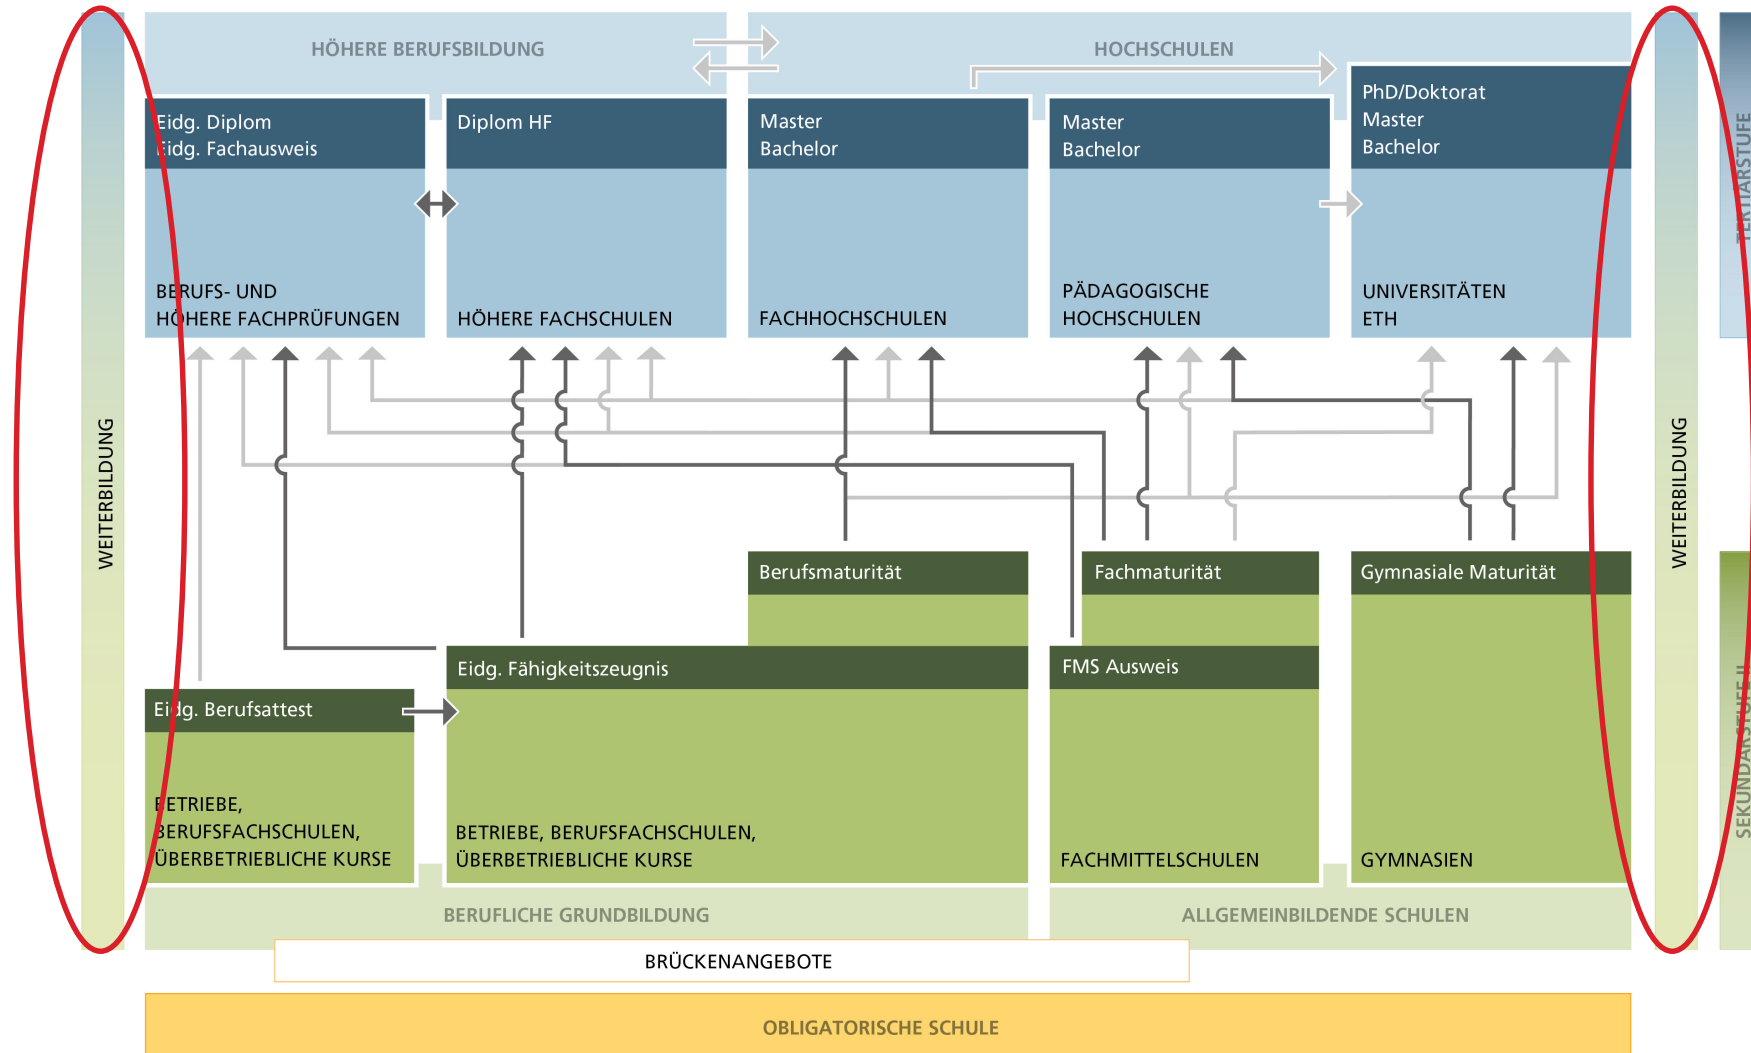 HÖHERE BERUFSBILDUNG
HOCHSCHULEN
Eidg. Diplom
Eidg. Fachausweis
Diplom HF
Master
Bachelor
Master
Bachelor
PhD/Doktorat
Master
Bachelor
TERTIÄRSTUFE
BERUFS- UND
HÖHERE FACHPRÜFUNGEN
HÖHERE FACHSCHULEN
FACHHOCHSCHULEN
PÄDAGOGISCHE
HOCHSCHULEN
UNIVERSITÄTEN
ETH
WEITERBILDUNG
WEITERBILDUNG
Berufsmaturität
Fachmaturität
Gymnasiale Maturität
Eidg. Fähigkeitszeugnis
FMS Ausweis
Eidg. Berufsattest
SEKUNDARSTUFE II
BETRIEBE,
BERUFSFACHSCHULEN,
ÜBERBETRIEBLICHE KURSE
BETRIEBE, BERUFSFACHSCHULEN,
ÜBERBETRIEBLICHE KURSE
FACHMITTELSCHULEN
GYMNASIEN
BERUFLICHE GRUNDBILDUNG
ALLGEMEINBILDENDE SCHULEN
BRÜCKENANGEBOTE
OBLIGATORISCHE SCHULE